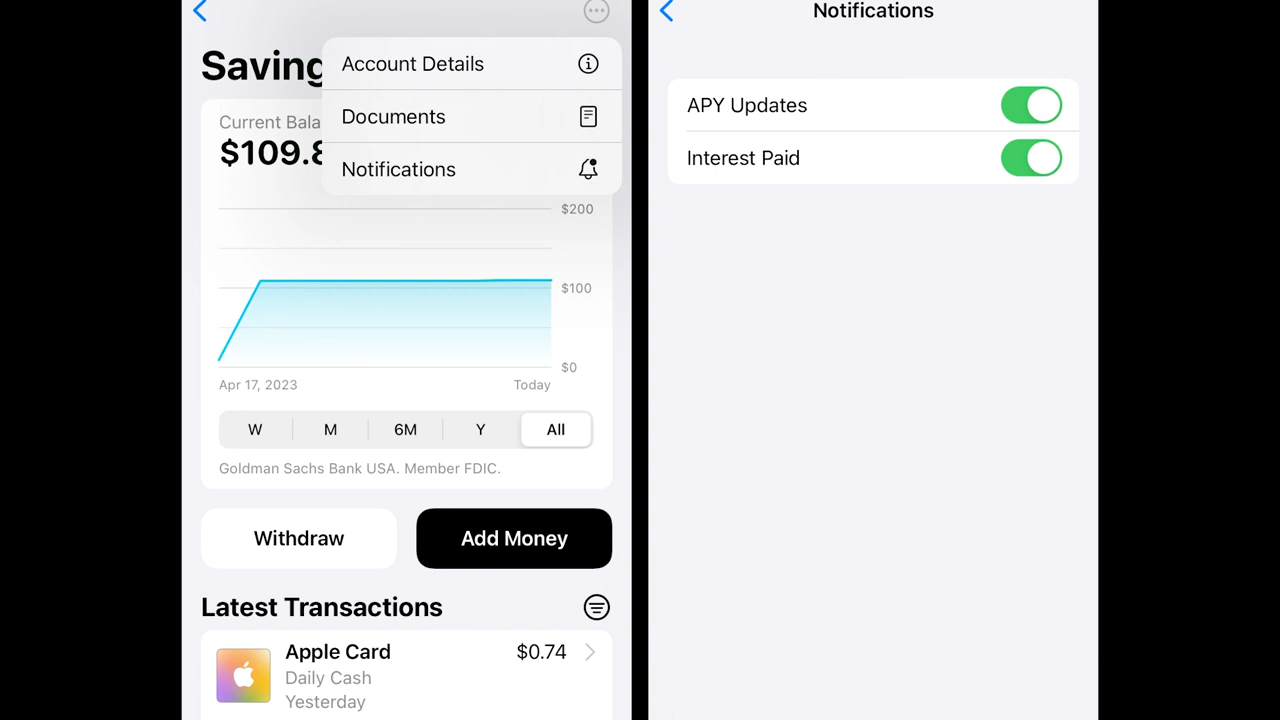 Account Details
Documents
Notifications
Current
$109.8
$200
$100
$0
Apr 17, 2023 Today
W M 6M Y All
Goldman Sachs Bank USA. Member FDIC.
Withdraw Add Money
Latest Transactions
Apple Card $0.74
Daily Cash
Yesterday
Notifications
APY Updates
Interest Paid